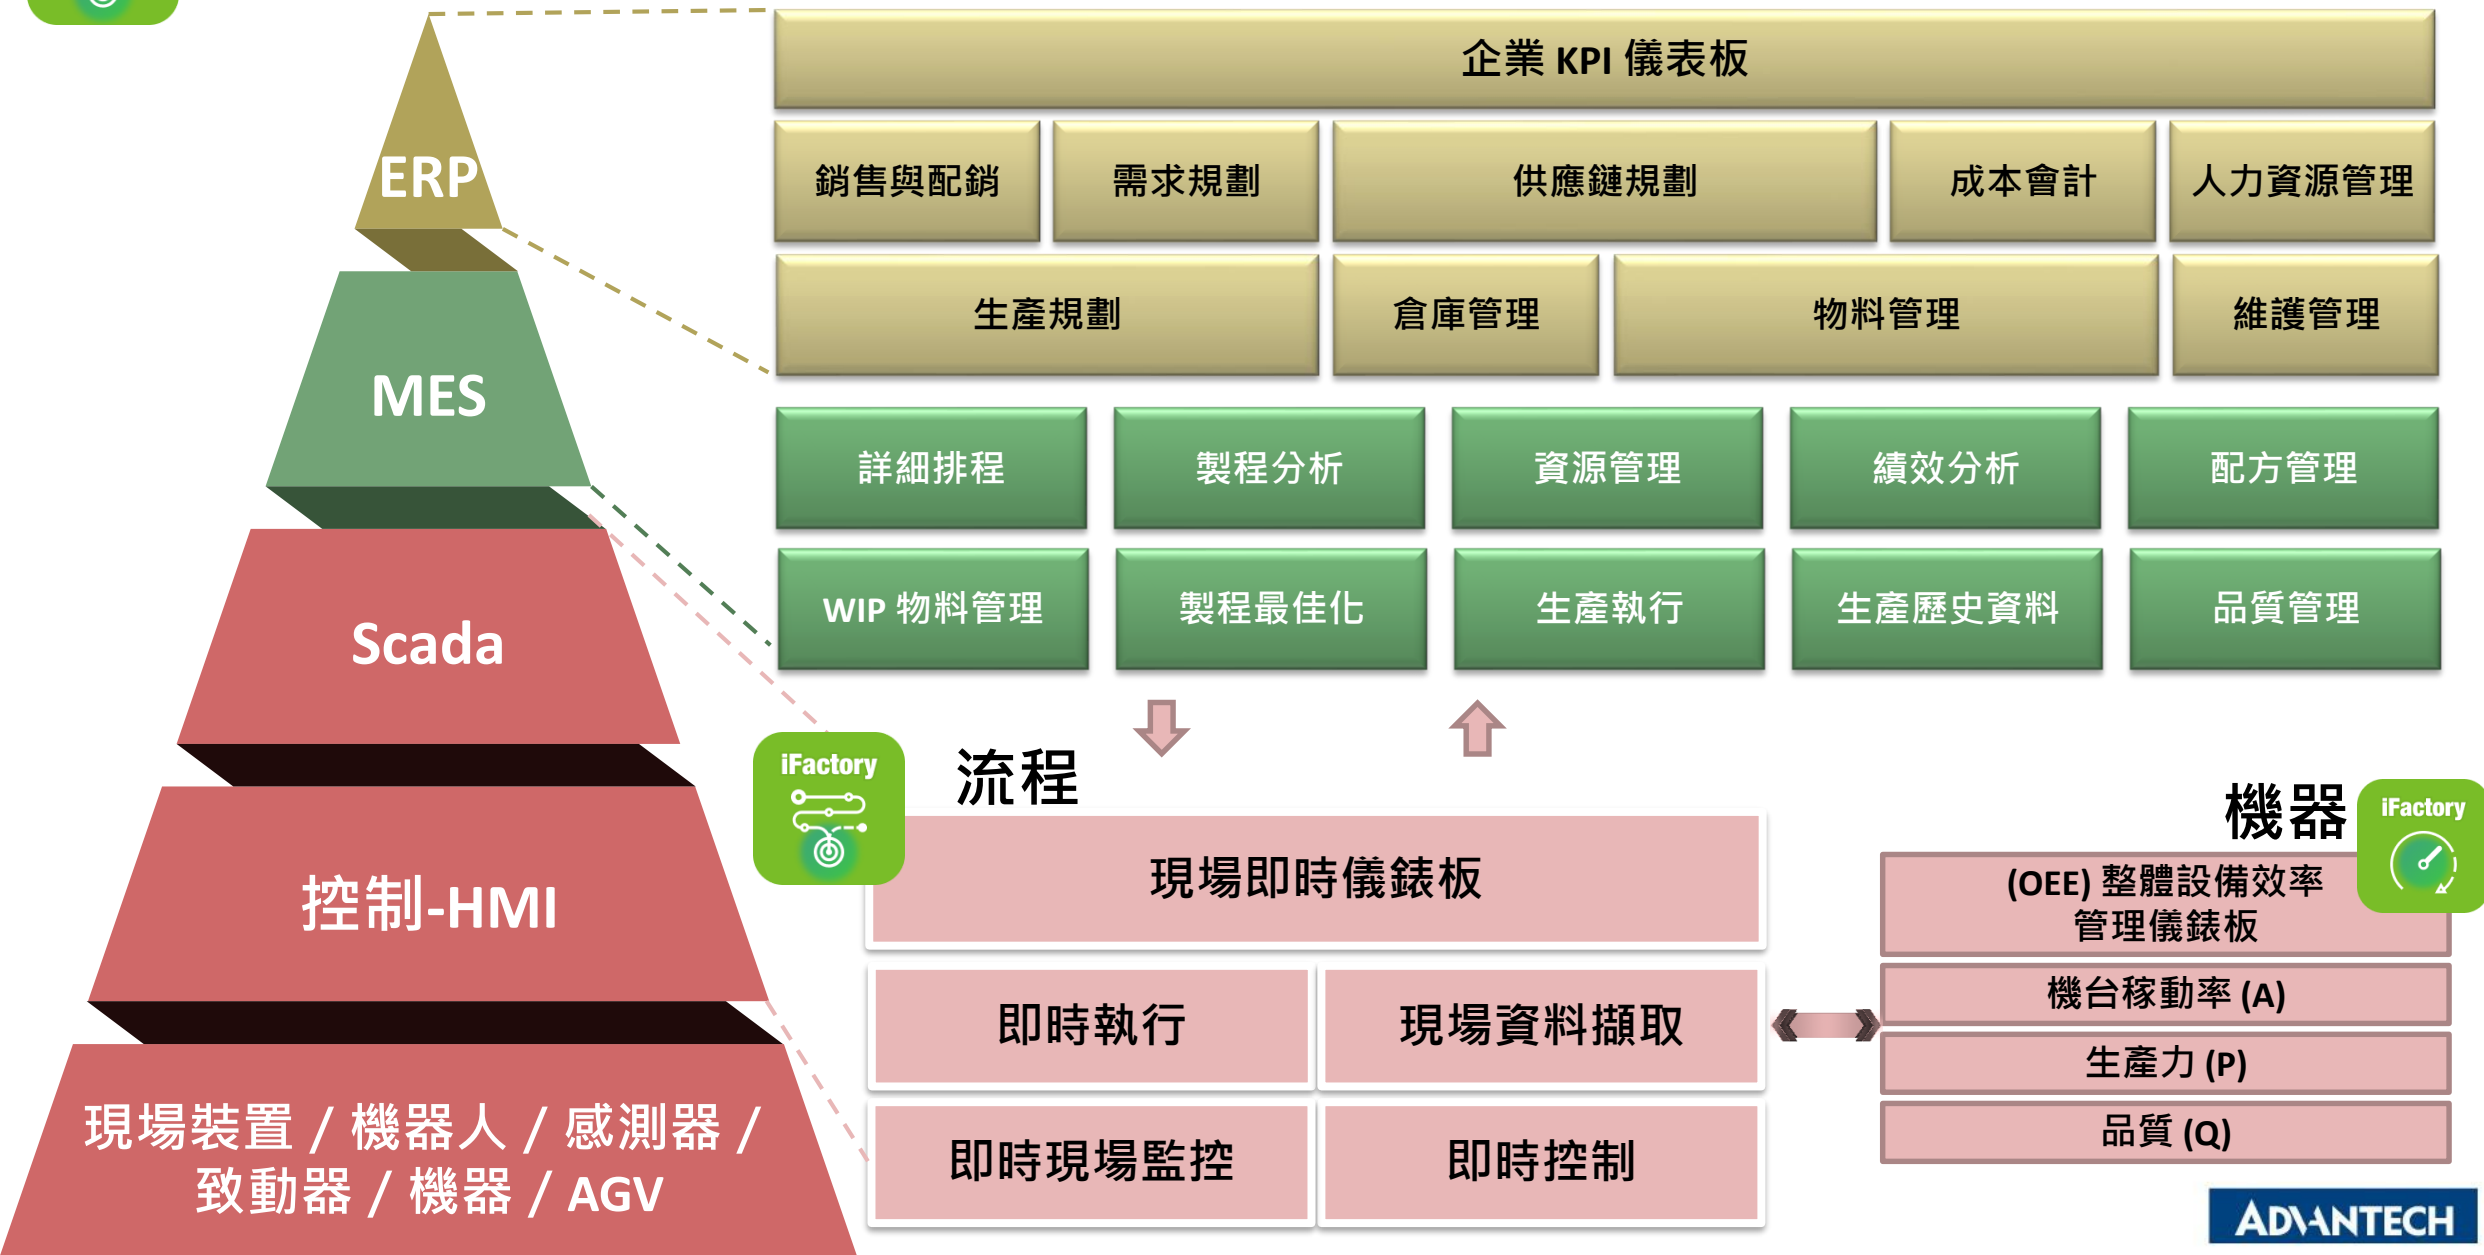 企業 KPI 儀表板
ERP
銷售與配銷
需求規劃
供應鏈規劃
成本會計
人力資源管理
生產規劃
倉庫管理
物料管理
維護管理
MES
詳細排程
製程分析
資源管理
績效分析
配方管理
WIP 物料管理
製程最佳化
生產執行
生產歷史資料
品質管理
Scada
iFactory
流程
機器
iFactory
現場即時儀錶板
(OEE) 整體設備效率
管理儀錶板
控制-HMI
即時執行
現場資料擷取
機台稼動率 (A)
生產力 (P)
即時現場監控
即時控制
品質 (Q)
現場裝置 / 機器人 / 感測器 /
致動器 / 機器 / AGV
ADVANTECH